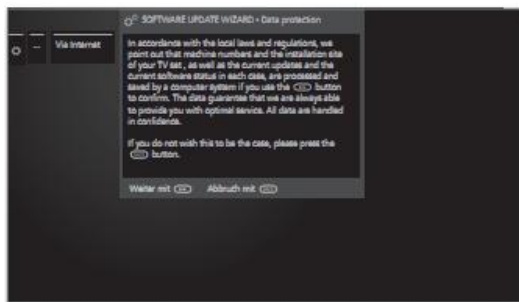 SOFTWARE UPDATE WIZARD • Data protection
Via Internet
In accordance with the local laws and regulations, we
point out that machine numbers and the installation site
of your TV set , as well as the current updates and the
current software status in each case, are processed and
saved by a computer system if you use the button
to confirm. The data guarantee that we are always able
to provide you with optimal service. All data are handled
in confidence.
If you do not wish this to be the case, please press the
button.
Weiter mit Abbruch mit